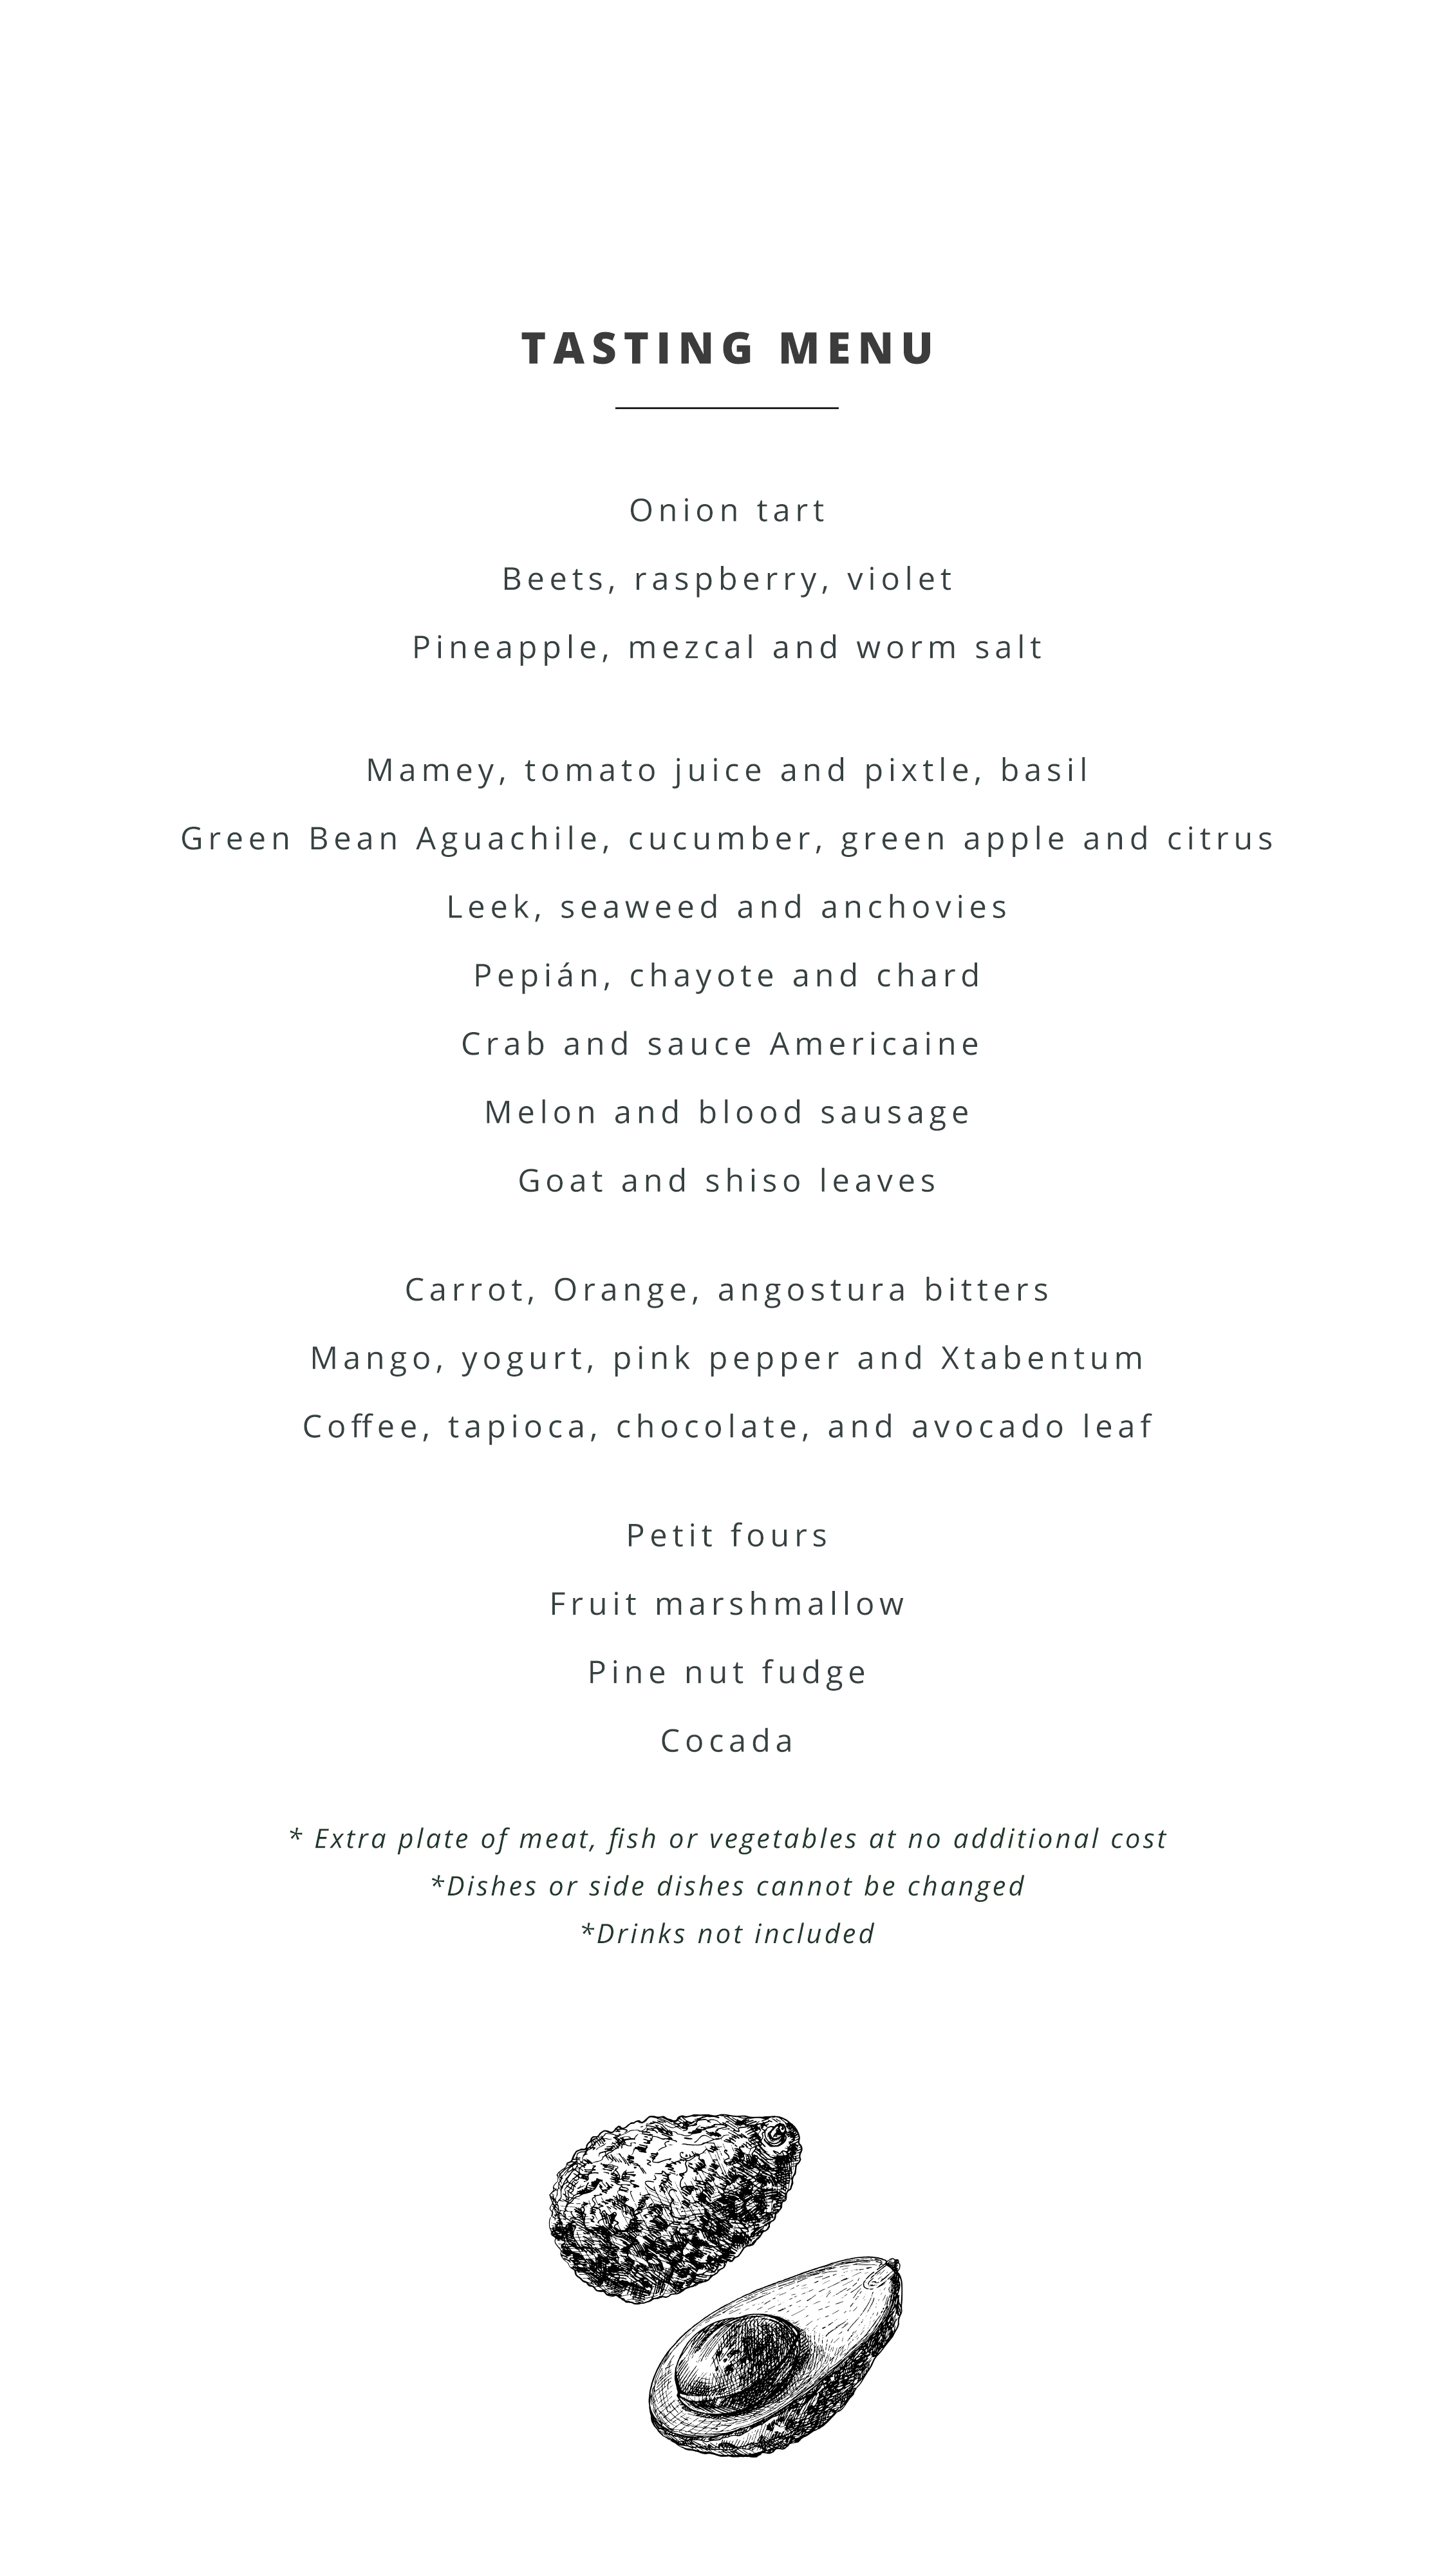 TASTING MENU
Onion tart
Beets, raspberry, violet
Pineapple, mezcal and worm salt
Mamey, tomato juice and pixtle, basil
Green Bean Aguachile, cucumber, green apple and citrus
Leek, seaweed and anchovies
Pepián, chayote and chard
Crab and sauce Americaine
Melon and blood sausage
Goat and shiso leaves
Carrot, Orange, angostura bitters
Mango, yogurt, pink pepper and Xtabentum
Coffee, tapioca, chocolate, and avocado leaf
Petit fours
Fruit marshmallow
Pine nut fudge
Cocada
* Extra plate of meat, fish or vegetables at no additional cost
*Dishes or side dishes cannot be changed
*Drinks not included